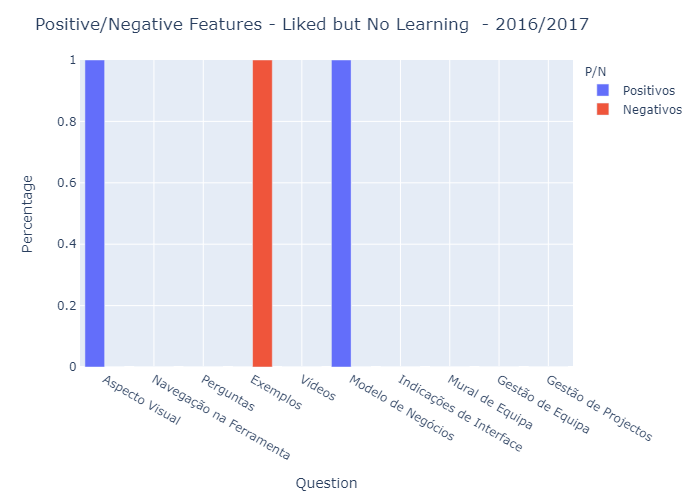 Positive/Negative Features - Liked but No Learning  - 2016/2017
P/N
Positivos
Negativos
Percentage
1
0.8
0.6
0.4
0.2
0
Aspecto Visual
Navegação na Ferramenta
Perguntas
Exemplos
Vídeos
Modelo de Negócios
Indicações de Interface
Mural de Equipa
Gestão de Equipa
Gestão de Projectos
Question